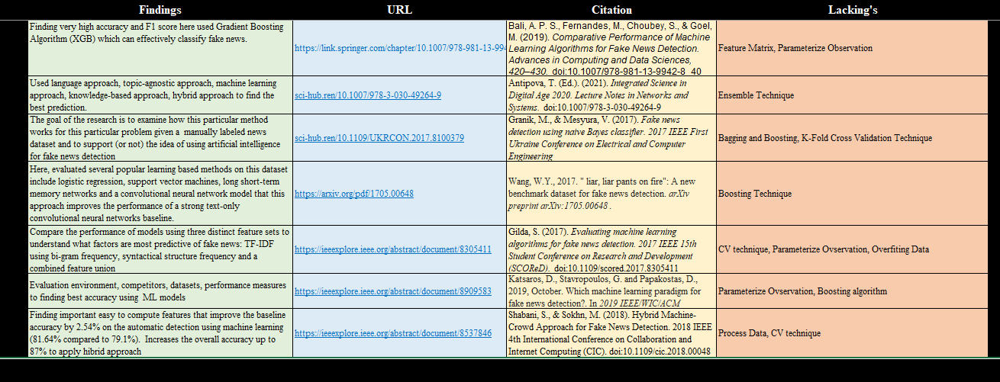 Findings
URL
Citation
Lacking's
Finding very high accuracy and F1 score here used Gradient Boosting
Algorithm (XGB) which can effectively classify fake news.
https://link.springer.com/chapter/10.1007/978-981-13-994
Bali, A. P. S., Fernandes, M., Choubey, S., & Goel,
M. (2019). Comparative Performance of Machine
Learning Algorithms for Fake News Detection.
Advances in Computing and Data Sciences,
420–430. doi:10.1007/978-981-13-9942-8_40
Feature Matrix, Parameterize Observation
Used language approach, topic-agnostic approach, machine learning
approach, knowledge-based approach, hybrid approach to find the
best prediction.
sci-hub.ren/10.1007/978-3-030-49264-9
Antipova, T. (Ed.). (2021). Integrated Science in
Digital Age 2020. Lecture Notes in Networks and
Systems. doi:10.1007/978-3-030-49264-9
Ensemble Technique
The goal of the research is to examine how this particular method
works for this particular problem given a manually labeled news
dataset and to support (or not) the idea of using artificial intelligence
for fake news detection
sci-hub.ren/10.1109/UKRCON.2017.8100379
Granik, M., & Mesyura, V. (2017). Fake news
detection using naive Bayes classifier. 2017 IEEE First
Ukraine Conference on Electrical and Computer
Engineering
Bagging and Boosting, K-Fold Cross Validation Technique
Here, evaluated several popular learning based methods on this dataset
include logistic regression, support vector machines, long short-term
memory networks and a convolutional neural network model that this
approach improves the performance of a strong text-only
convolutional neural networks baseline.
https://arxiv.org/pdf/1705.00648
Wang, W.Y., 2017. " liar, liar pants on fire": A new
benchmark dataset for fake news detection. arXiv
preprint arXiv:1705.00648 .
Boosting Technique
Compare the performance of models using three distinct feature sets to
understand what factors are most predictive of fake news: TF-IDF
using bi-gram frequency, syntactical structure frequency and a
combined feature union
https://ieeexplore.ieee.org/abstract/document/8305411
Gilda, S. (2017). Evaluating machine learning
algorithms for fake news detection. 2017 IEEE 15th
Student Conference on Research and Development
(SCOReD). doi:10.1109/scored.2017.8305411
CV technique, Parameterize Ovservation, Overfiting Data
Evaluation environment, competitors, datasets, performance measures
to finding best accuracy using ML models
https://ieeexplore.ieee.org/abstract/document/8909583
Katsaros, D., Stavropoulos, G. and Papakostas, D.,
2019, October. Which machine learning paradigm for
fake news detection?. In 2019 IEEE/WIC/ACM
Parameterize Ovservation, Boosting algorithm
Finding important easy to compute features that improve the baseline
accuracy by 2.54% on the automatic detection using machine learning
(81.64% compared to 79.1%). Increases the overall accuracy up to
87% to apply hibrid approach
https://ieeexplore.ieee.org/abstract/document/8537846
Shabani, S., & Sokhn, M. (2018). Hybrid Machine-
Crowd Approach for Fake News Detection. 2018 IEEE
4th International Conference on Collaboration and
Internet Computing (CIC). doi:10.1109/cic.2018.00048
Process Data, CV technique